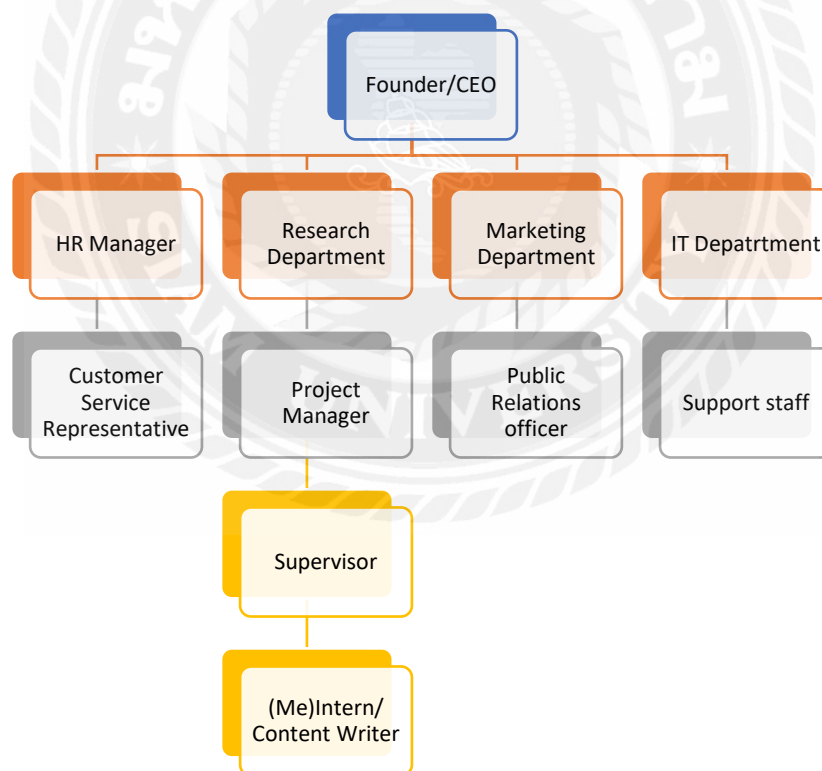 Founder/CEO
HR Manager
Research
Department
Marketing
Department
IT Depatrtment
Customer
Service
Representative
Project
Manager
Public
Relations
officer
Support staff
Supervisor
(Me)Intern/
Content Writer